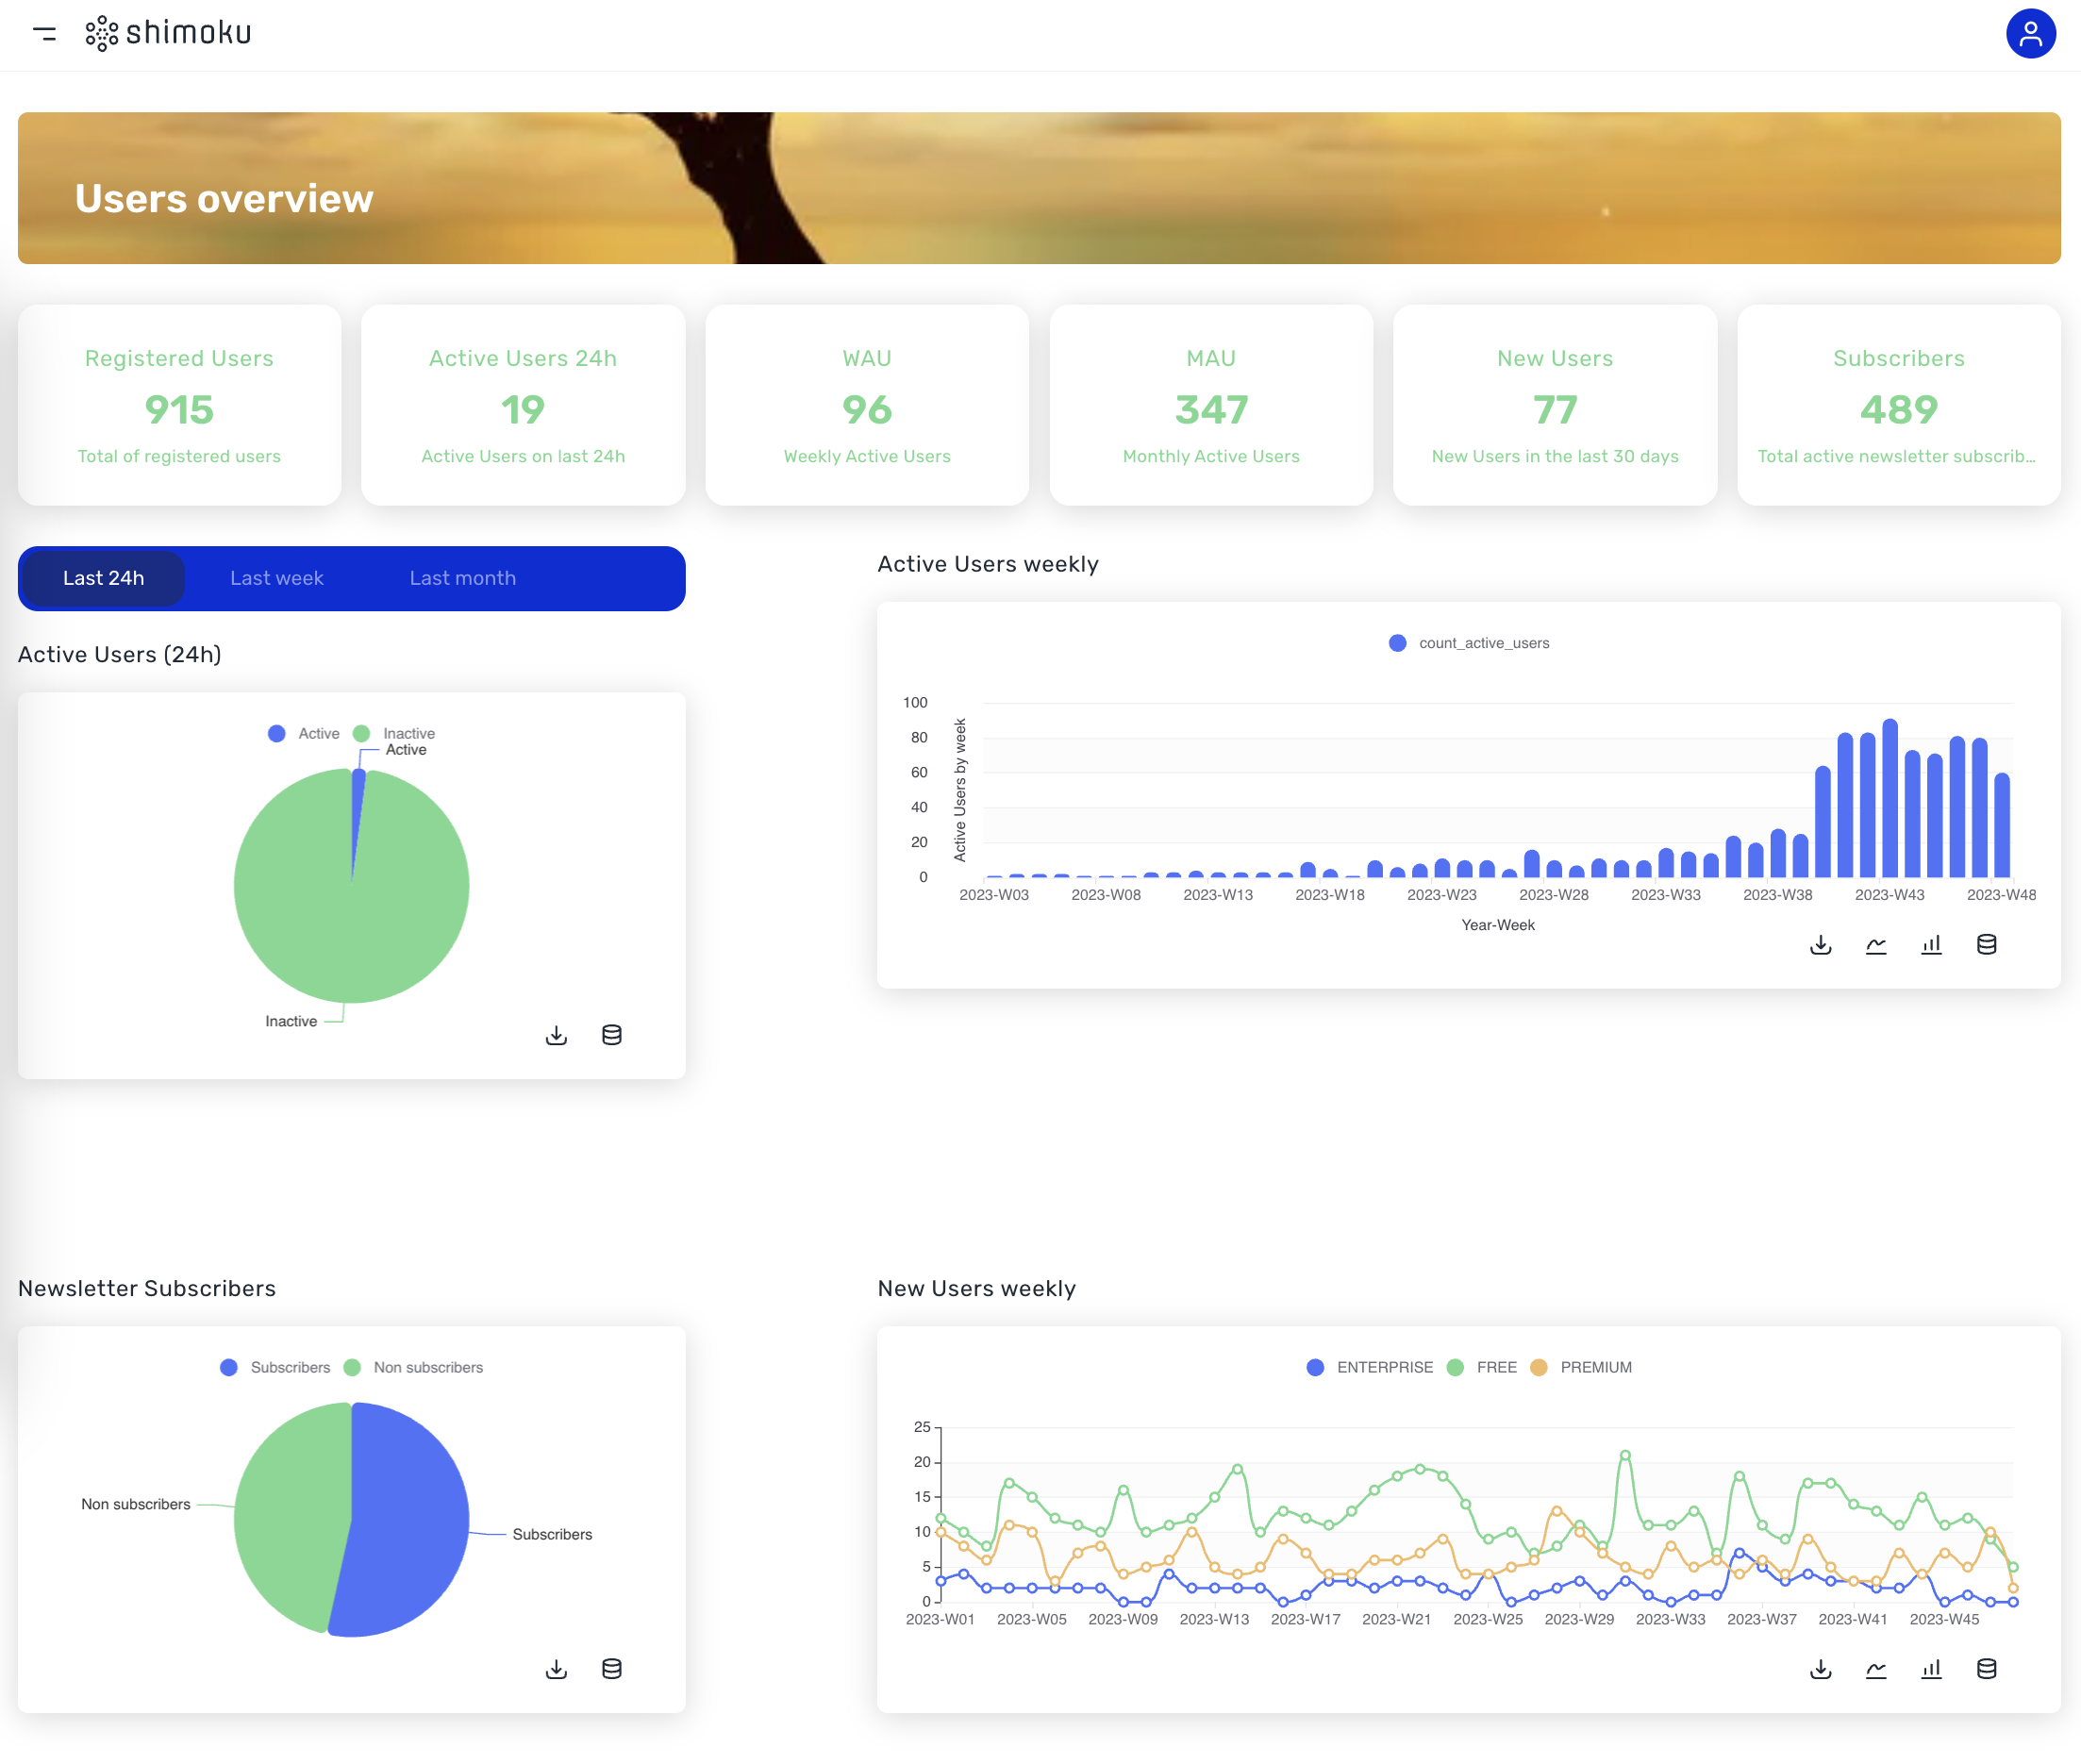 shimoku
Users overview
Registered Users
915
Total of registered users
Active Users 24h
19
Active Users on last 24h
WAU
96
Weekly Active Users
MAU
347
Monthly Active Users
New Users
77
New Users in the last 30 days
Subscribers
489
Total active newsletter subscrib...
Last 24h Last week Last month
Active Users (24h)
Active Inactive
Active
Inactive
Active Users weekly
count_active_users
Active Users by week
100
80
60
40
20
0
2023-W03 2023-W08 2023-W13 2023-W18 2023-W23 2023-W28 2023-W33 2023-W38 2023-W43 2023-W48
Year-Week
Newsletter Subscribers
Subscribers Non subscribers
Non subscribers
Subscribers
New Users weekly
ENTERPRISE FREE PREMIUM
25
20
15
10
5
0
2023-W01 2023-W05 2023-W09 2023-W13 2023-W17 2023-W21 2023-W25 2023-W29 2023-W33 2023-W37 2023-W41 2023-W45